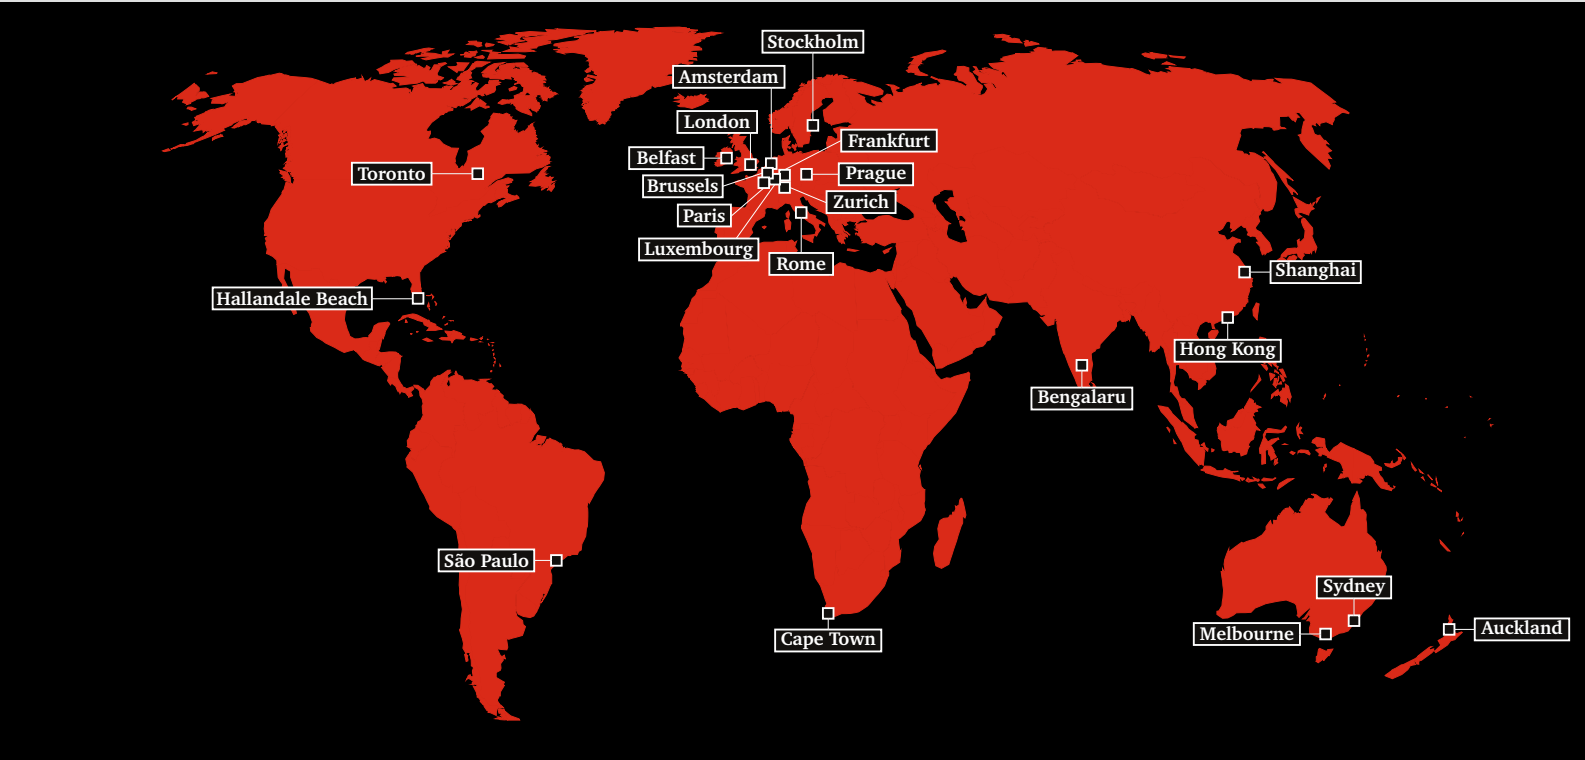 Stockholm
Amsterdam
London
Frankfurt
Belfast
Toronto
Prague
Brussels
Zurich
Paris
Luxembourg
Rome
Shanghai
Hallandale Beach
Hong Kong
Bengalaru
São Paulo
Sydney
Auckland
Melbourne
Cape Town